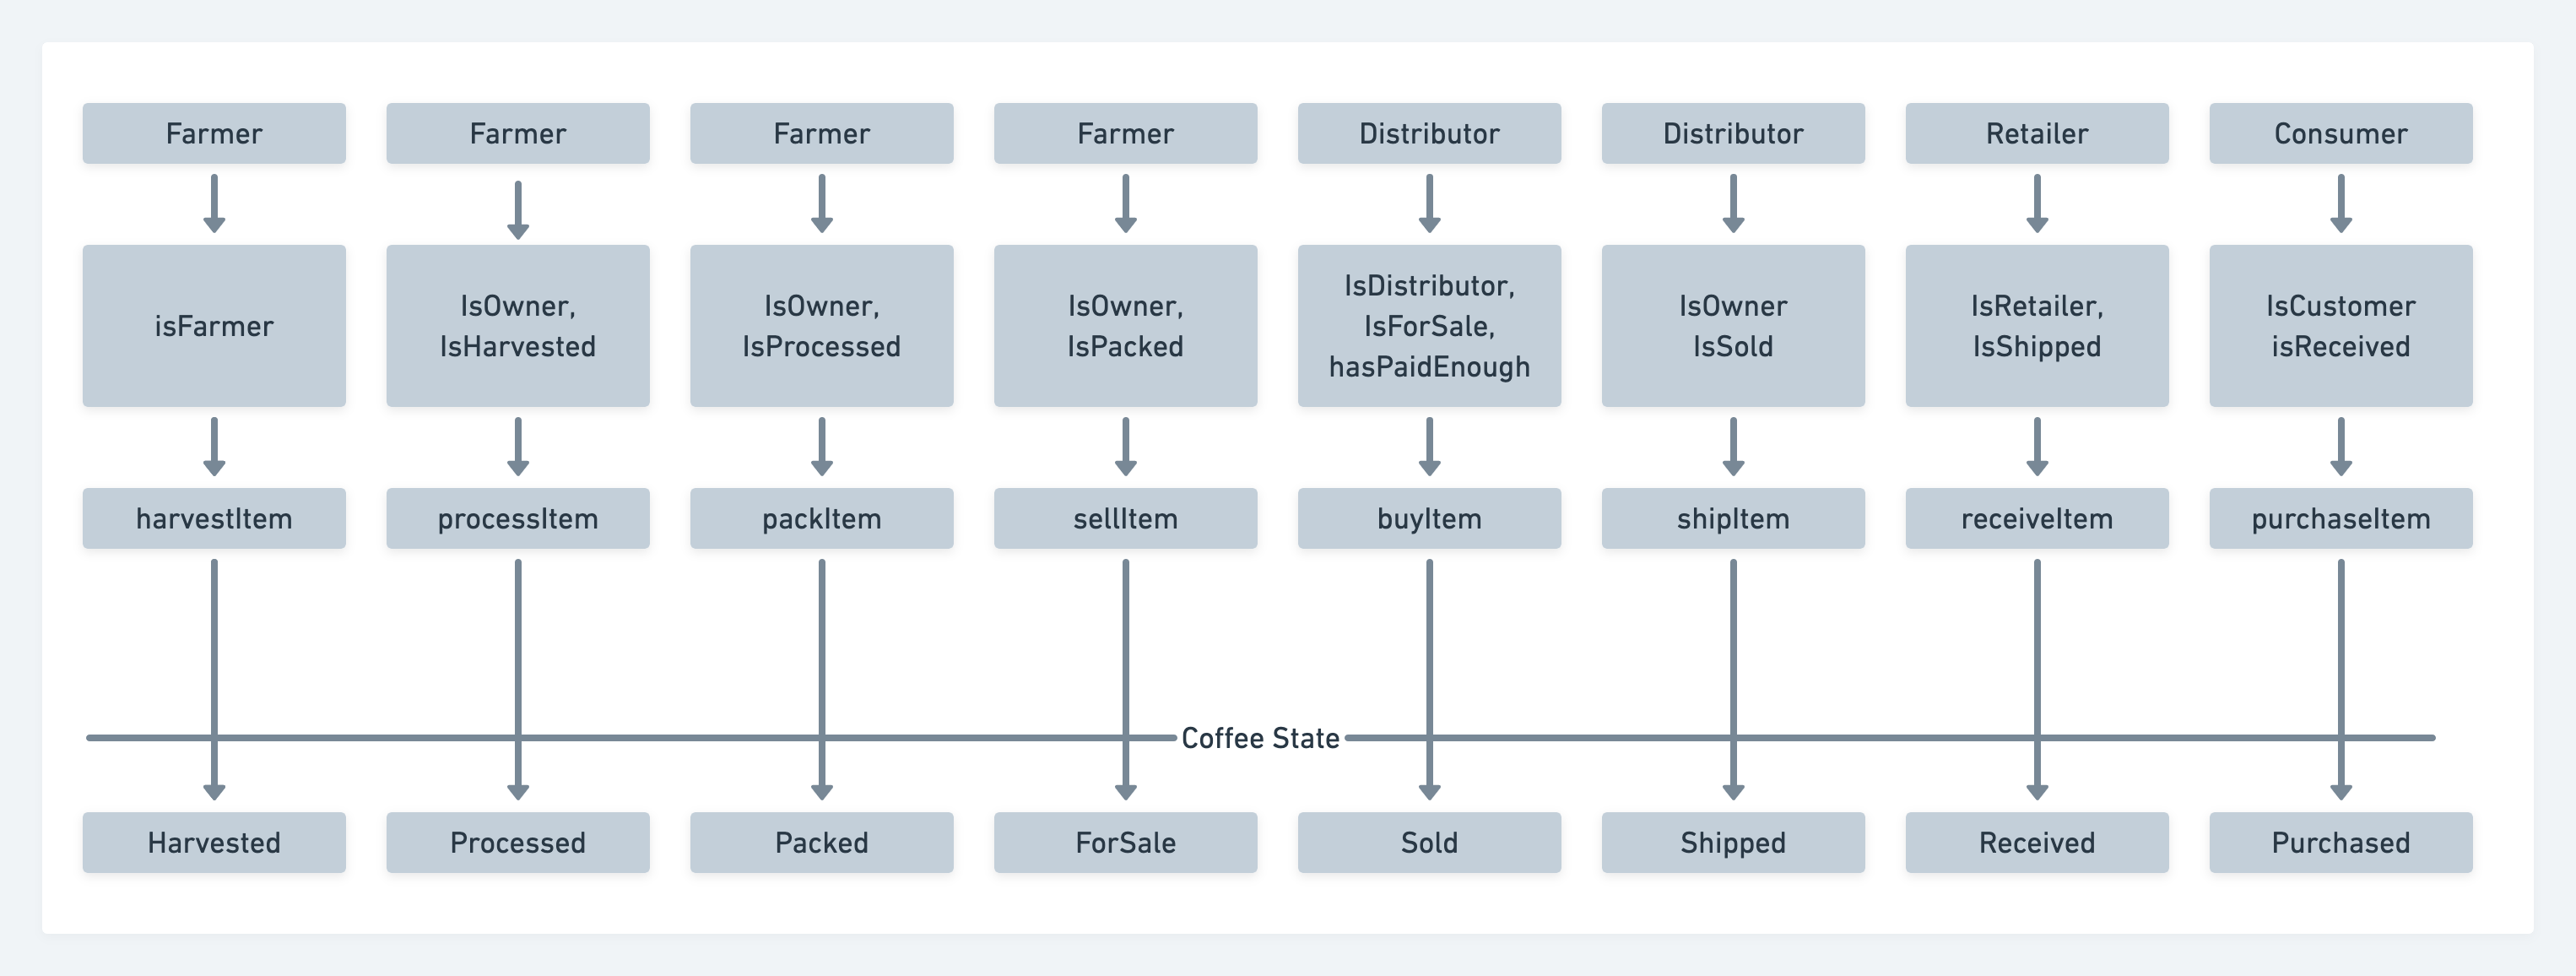 Farmer
Farmer
Farmer
Farmer
Distributor
Distributor
Retailer
Consumer
isFarmer
IsOwner,
IsHarvested
IsOwner,
IsProcessed
IsOwner,
IsPacked
IsDistributor,
IsForSale,
hasPaidEnough
IsOwner
IsSold
IsRetailer,
IsShipped
IsCustomer
isReceived
harvestItem
processItem
packItem
sellItem
buyItem
shipItem
receiveItem
purchaseItem
Coffee State
Harvested
Processed
Packed
ForSale
Sold
Shipped
Received
Purchased